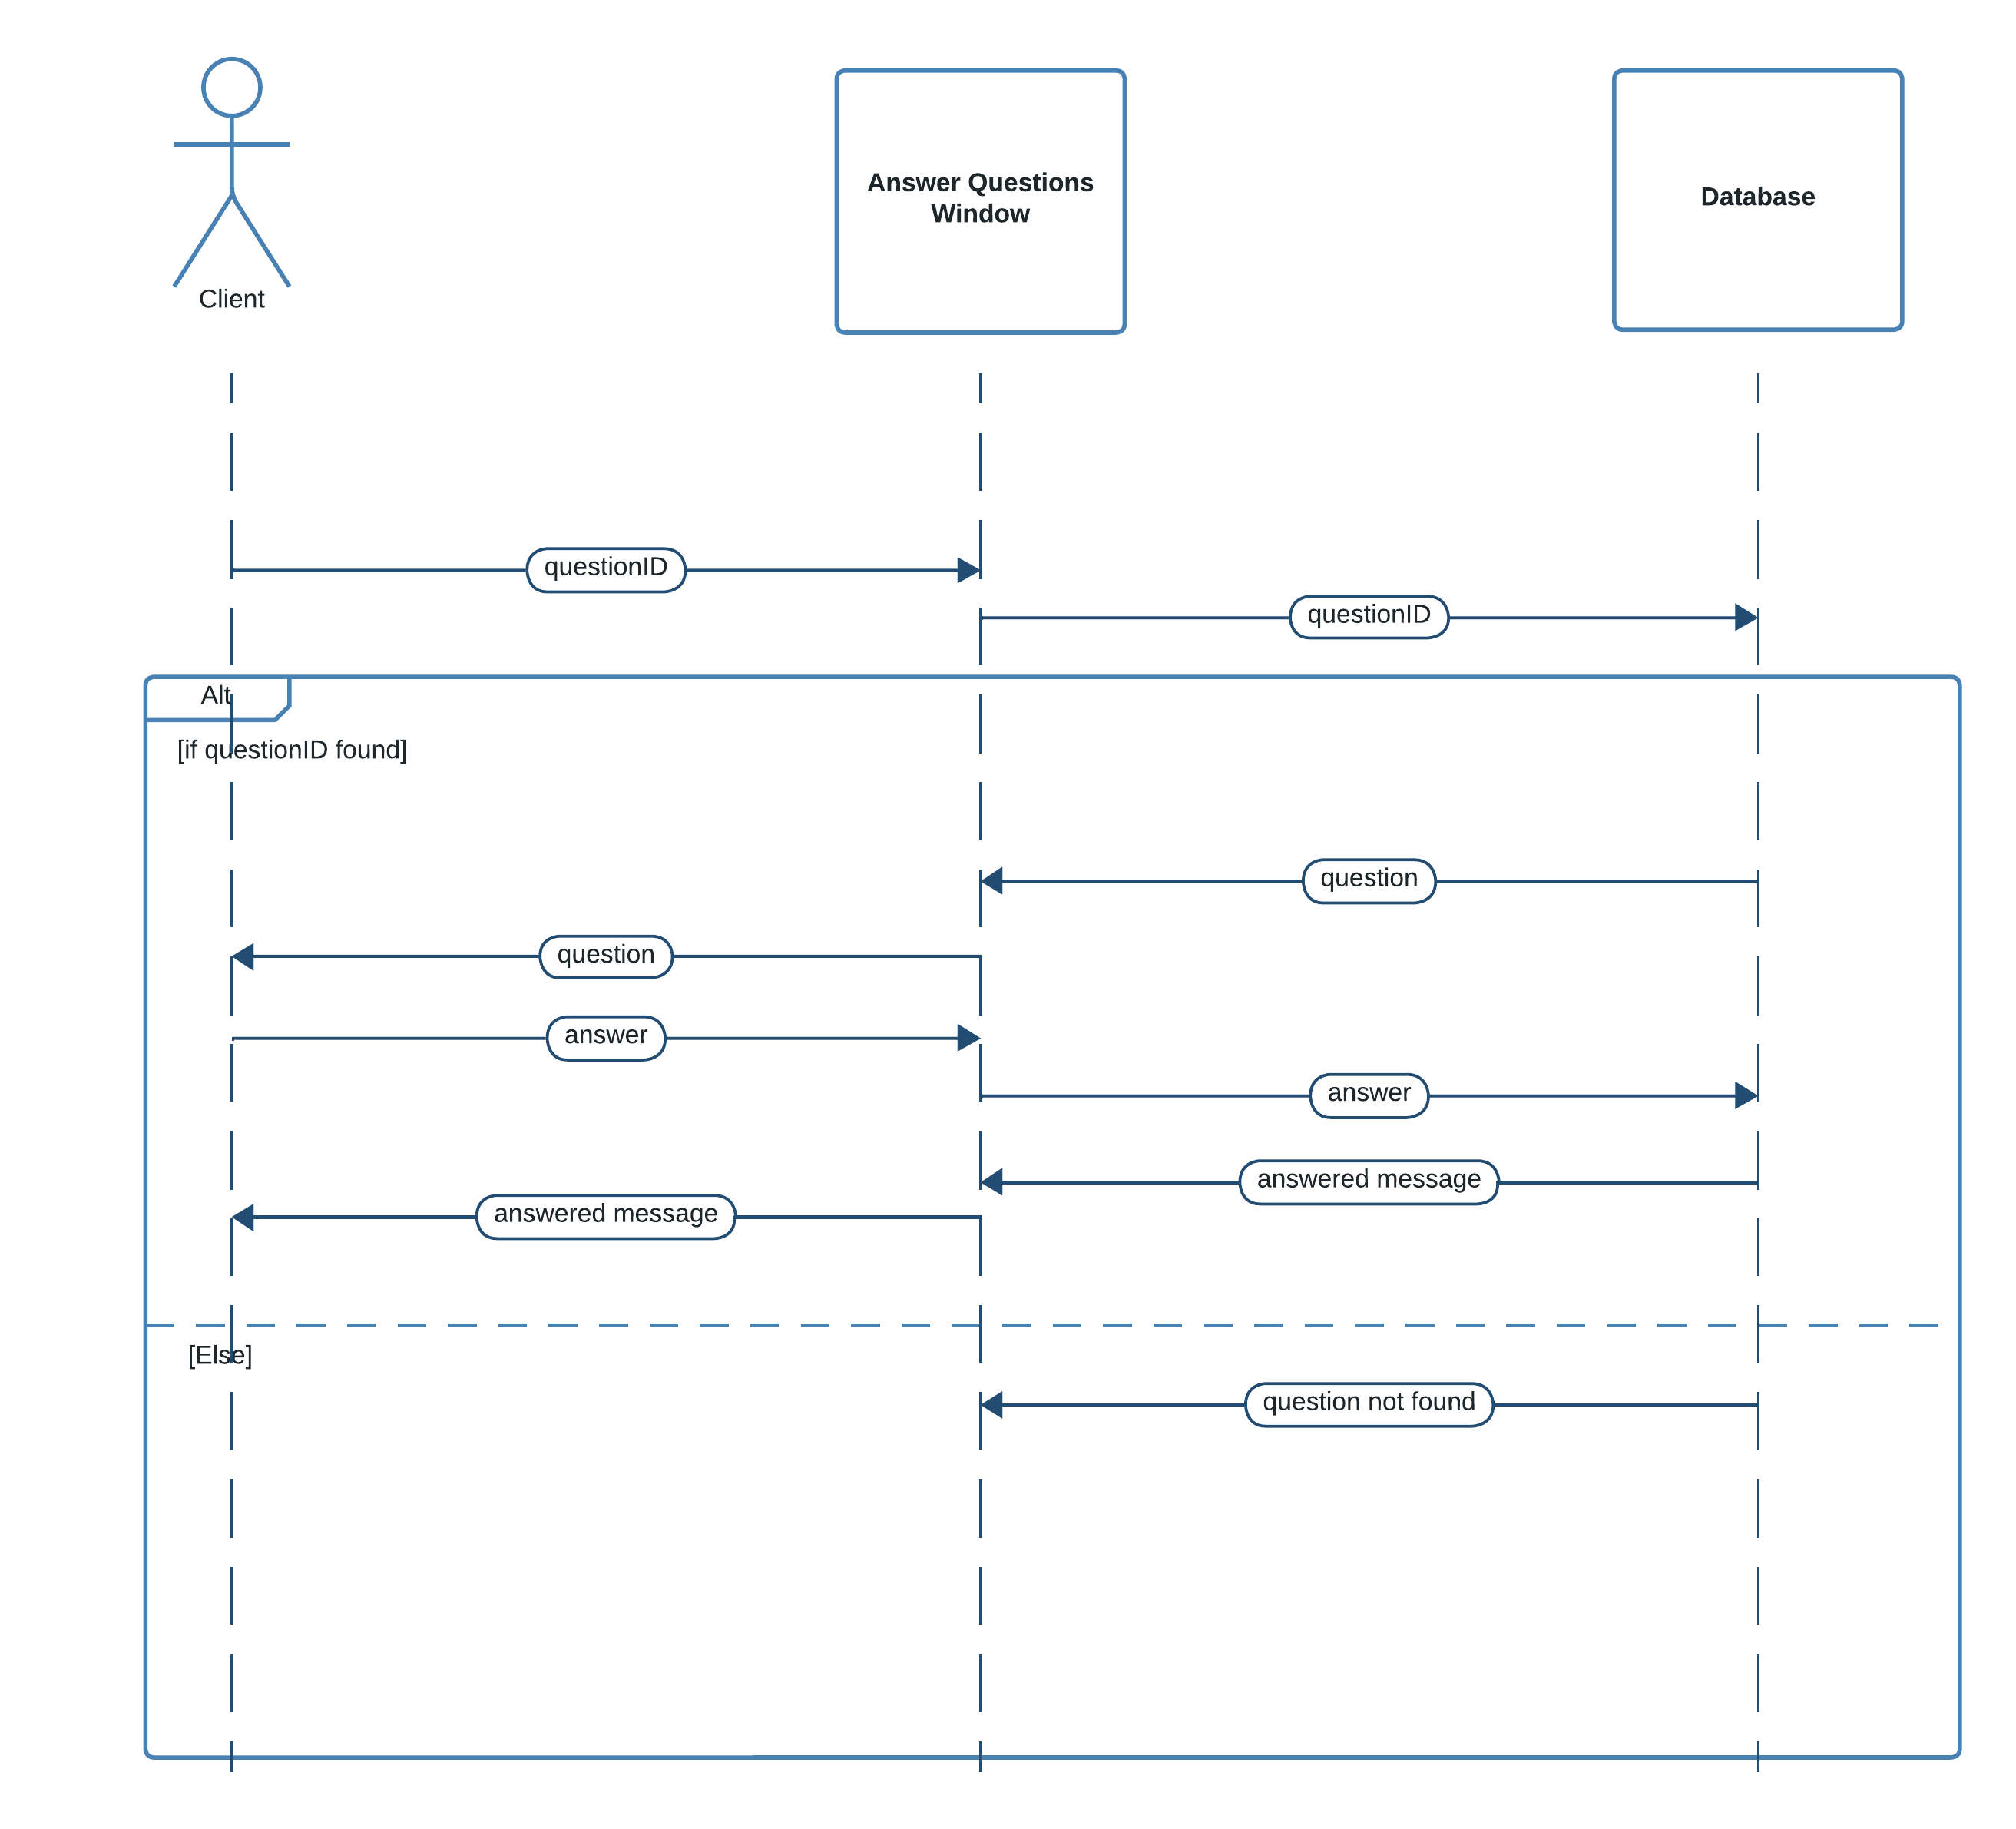 Answer Questions
Window
Database
Client
questionID
questionID
Alt
[if questionID found]
question
question
answer
answer
answered message
answered message
[Else]
question not found